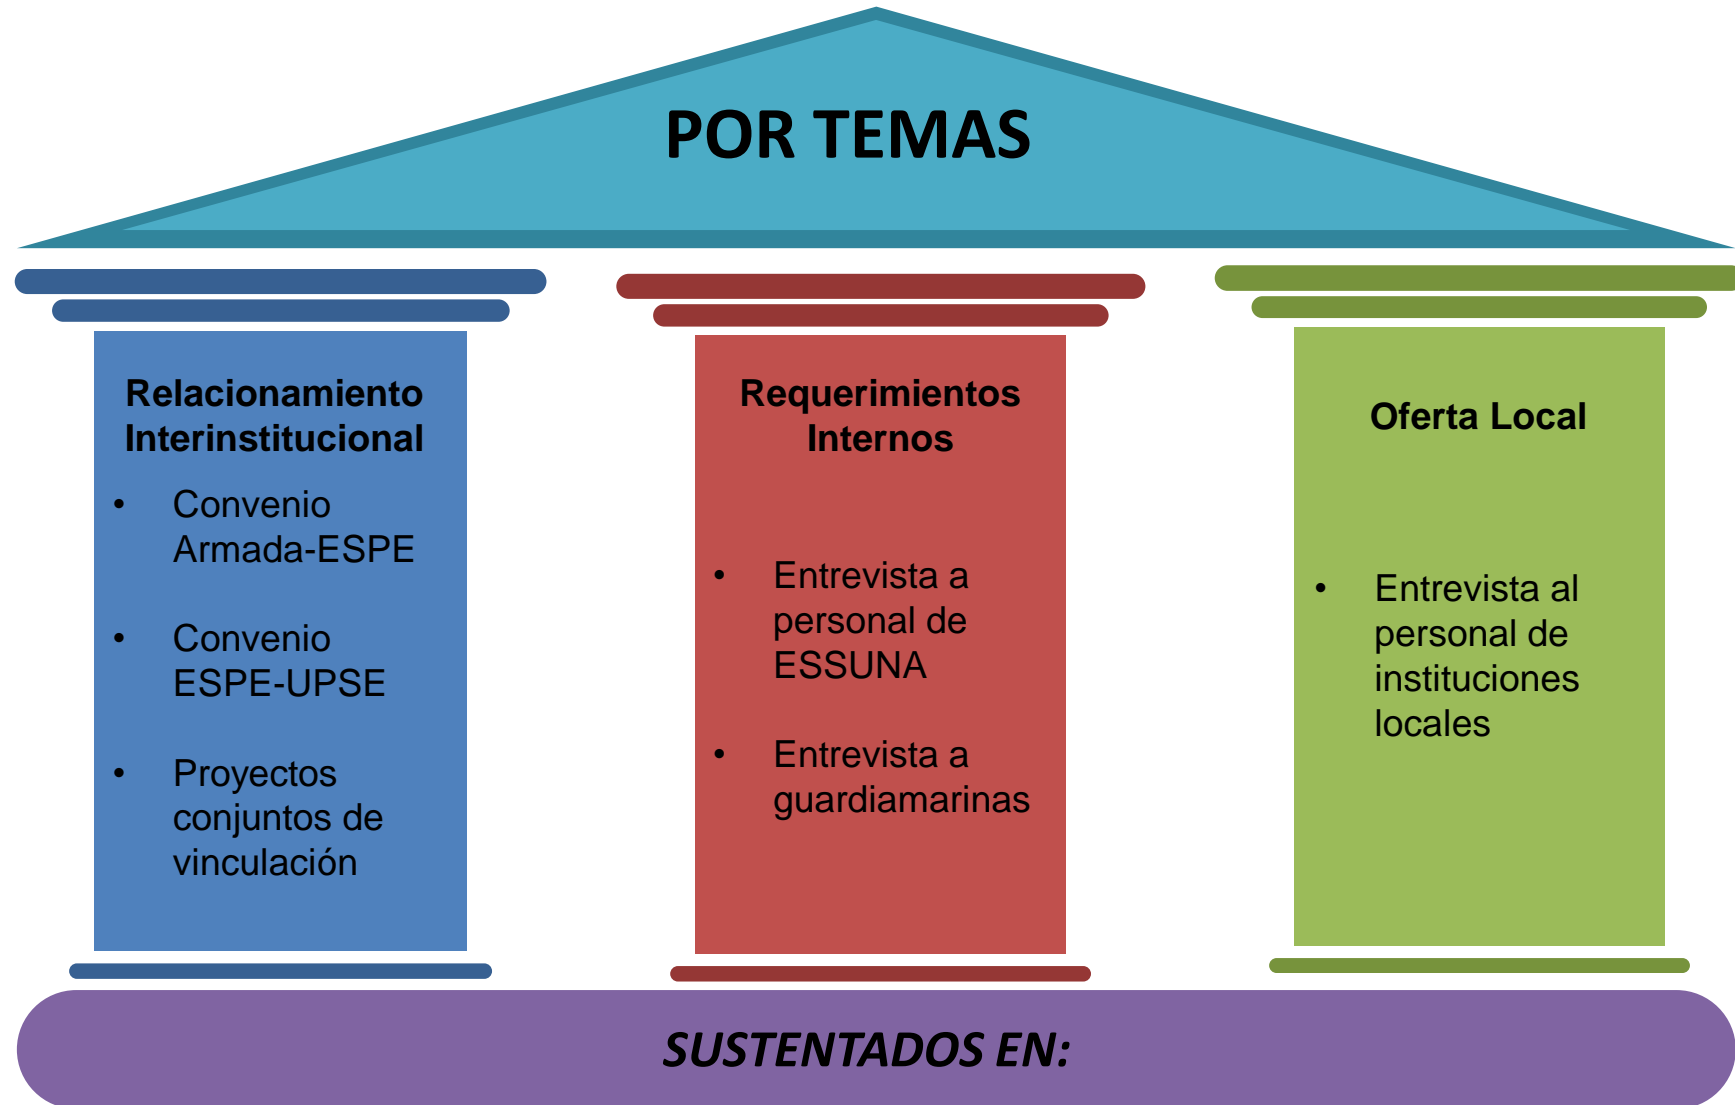 POR TEMAS
Relacionamiento
Interinstitucional
• Convenio
Armada-ESPE
• Convenio
ESPE-UPSE
• Proyectos
conjuntos de
vinculación
Requerimientos
Internos
• Entrevista a
personal de
ESSUNA
• Entrevista a
guardiamarinas
Oferta Local
• Entrevista al
personal de
instituciones
locales
SUSTENTADOS EN: